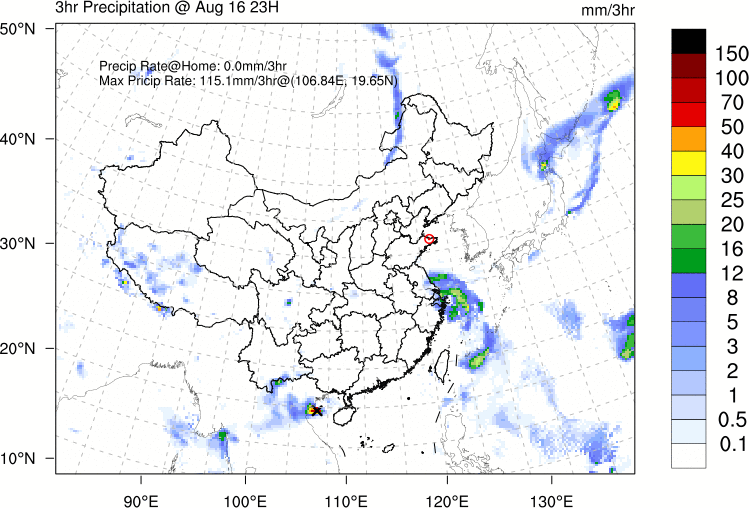 3hr Precipitation @ Aug 16 23H
mm/3hr
Precip Rate@Home: 0.0mm/3hr
Max Pricip Rate: 115.1mm/3hr@(106.84E, 19.65N)
50°N
40°N
30°N
20°N
10°N
90°E
100°E
110°E
120°E
130°E
150
100
70
50
40
30
25
20
16
12
8
5
3
2
1
0.5
0.1